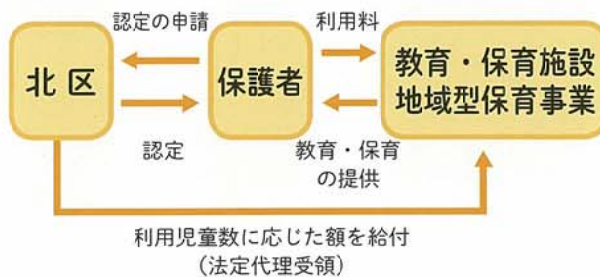 認定の申請
利用料
北区
保護者
教育・保育施設
地域型保育事業
認定
教育・保育
の提供
利用児童数に応じた額を給付
(法定代理受領)